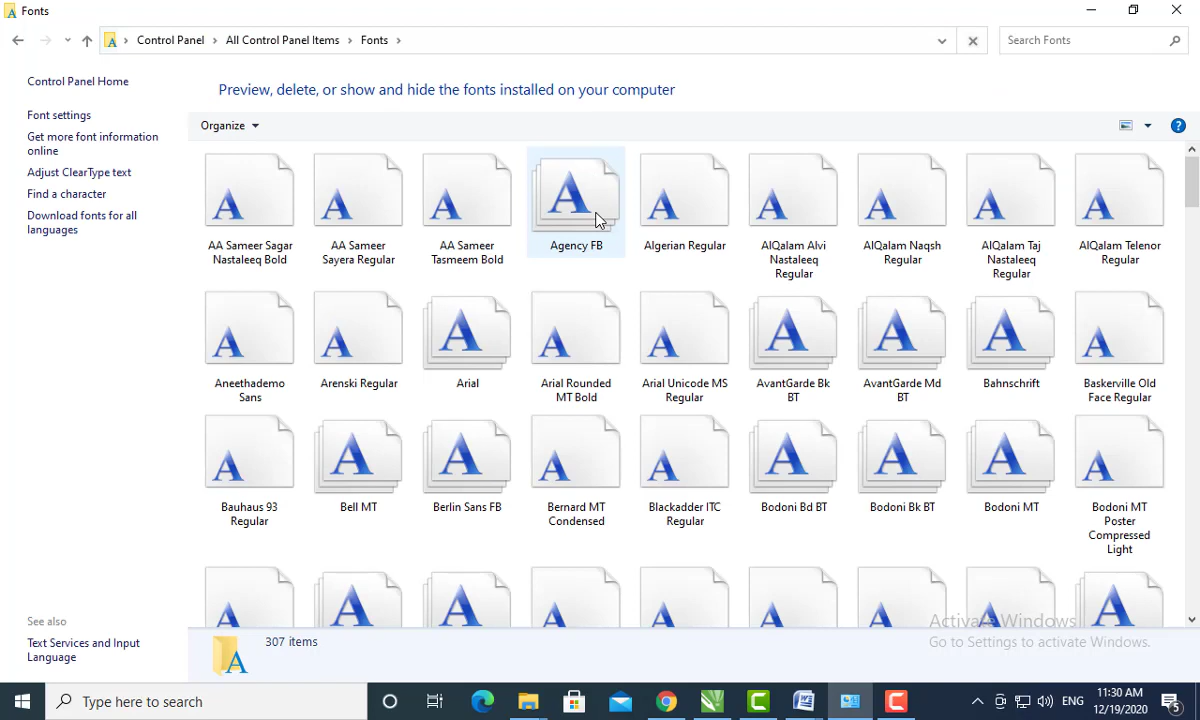 Fonts
Control Panel > All Control Panel Items > Fonts >
Search Fonts
Control Panel Home
Font settings
Get more font information
online
Adjust ClearType text
Find a character
Download fonts for all
languages
See also
Text Services and Input
Language
Preview, delete, or show and hide the fonts installed on your computer
Organize
AA Sameer Sagar
Nastaleeq Bold
AA Sameer
Sayera Regular
AA Sameer
Tasmeem Bold
Agency FB
Algerian Regular
AlQalam Alvi
Nastaleeq
Regular
AlQalam Naqsh
Regular
AlQalam Taj
Nastaleeq
Regular
AlQalam Telenor
Regular
Aneethademo
Sans
Arenski Regular
Arial
Arial Rounded
MT Bold
Arial Unicode MS
Regular
AvantGarde Bk
BT
AvantGarde Md
BT
Bahnschrift
Baskerville Old
Face Regular
Bauhaus 93
Regular
Bell MT
Berlin Sans FB
Bernard MT
Condensed
Blackadder ITC
Regular
Bodoni Bd BT
Bodoni Bk BT
Bodoni MT
Bodoni MT
Poster
Compressed
Light
307 items
Activate Windows
Go to Settings to activate Windows.
Type here to search
ENG
11:30 AM
12/19/2020
5